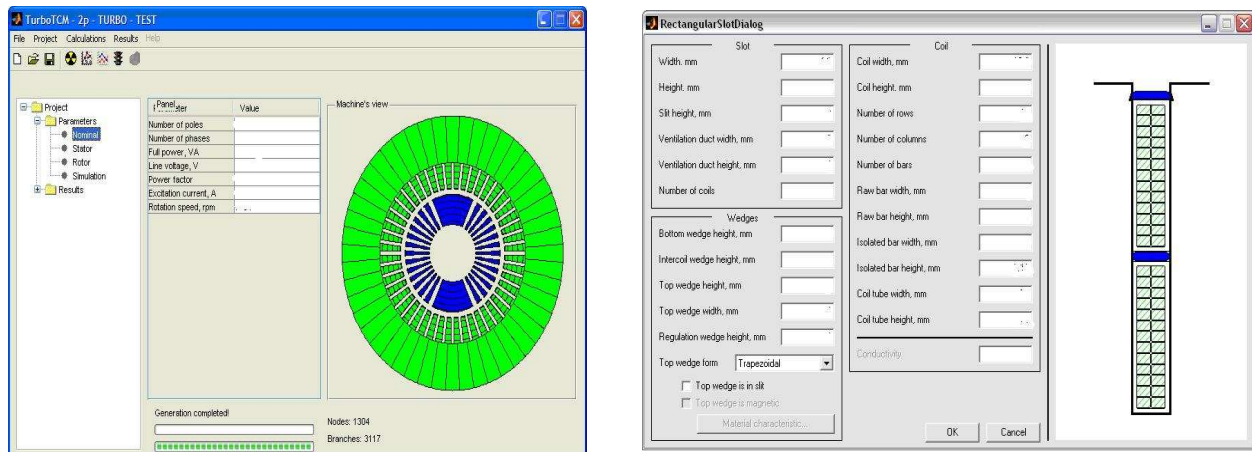 TurboTCM - 2p - TURBO - TEST
File Project Calculations Results Help
Project
Parameters
Nominal
Stator
Rotor
Simulation
Results
Panel
Value
Number of poles
Number of phases
Full power, VA
Line voltage, V
Power factor
Excitation current, A
Rotation speed, rpm
Machine's view
Generation completed!
Nodes: 1304
Branches: 3117
RectangularSlotDialog
Slot
Width. mm
Height. mm
Slit height, mm
Ventilation duct width, mm
Ventilation duct height, mm
Number of coils
Wedges
Bottom wedge height, mm
Intercoil wedge height, mm
Top wedge height, mm
Top wedge width, mm
Regulation wedge height, mm
Top wedge form Trapezoidal
Top wedge is in slit
Top wedge is magnetic
Material characteristic...
Coil
Coil width, mm
Coil height. mm
Number of rows
Number of columns
Number of bars
Raw bar width, mm
Raw bar height, mm
Isolated bar width, mm
Isolated bar height, mm
Coil tube width, mm
Coil tube height, mm
Conductivity
OK Cancel